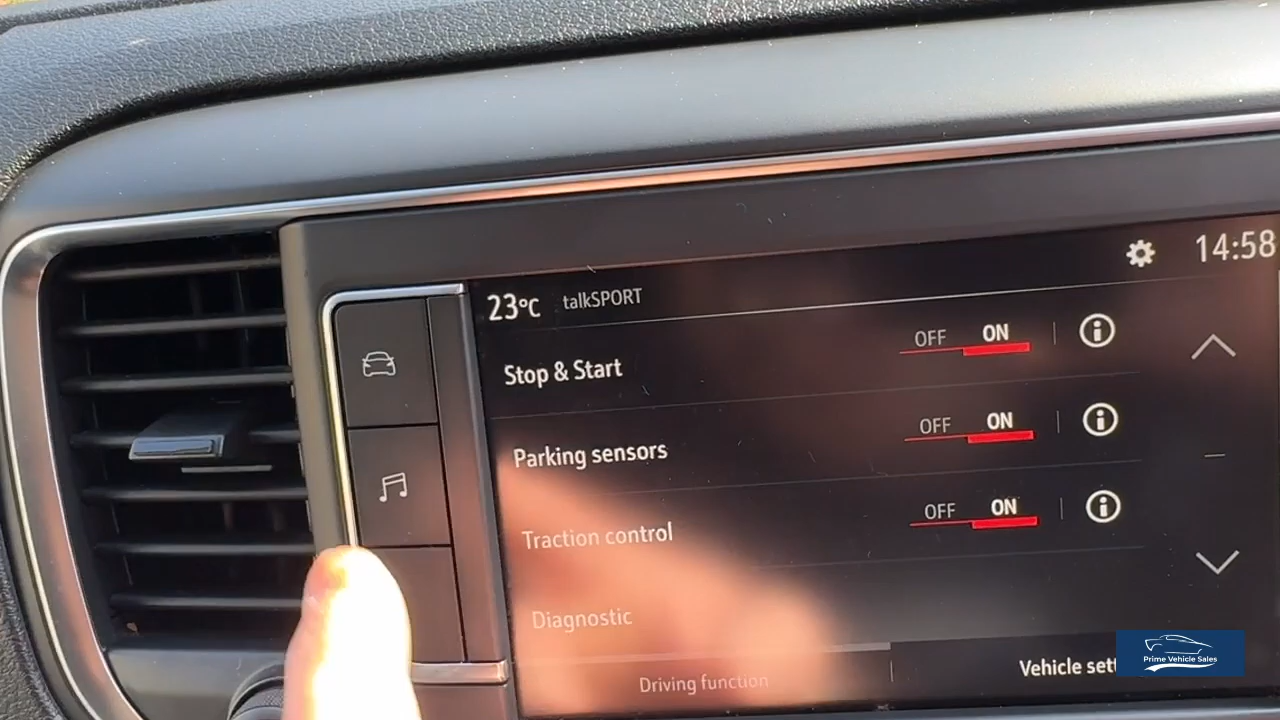 14:58
23°C talkSPORT
Stop & Start OFF ON
Parking sensors OFF ON
Traction control OFF ON
Diagnostic
Driving function Vehicle sett
Prime Vehicle Sales